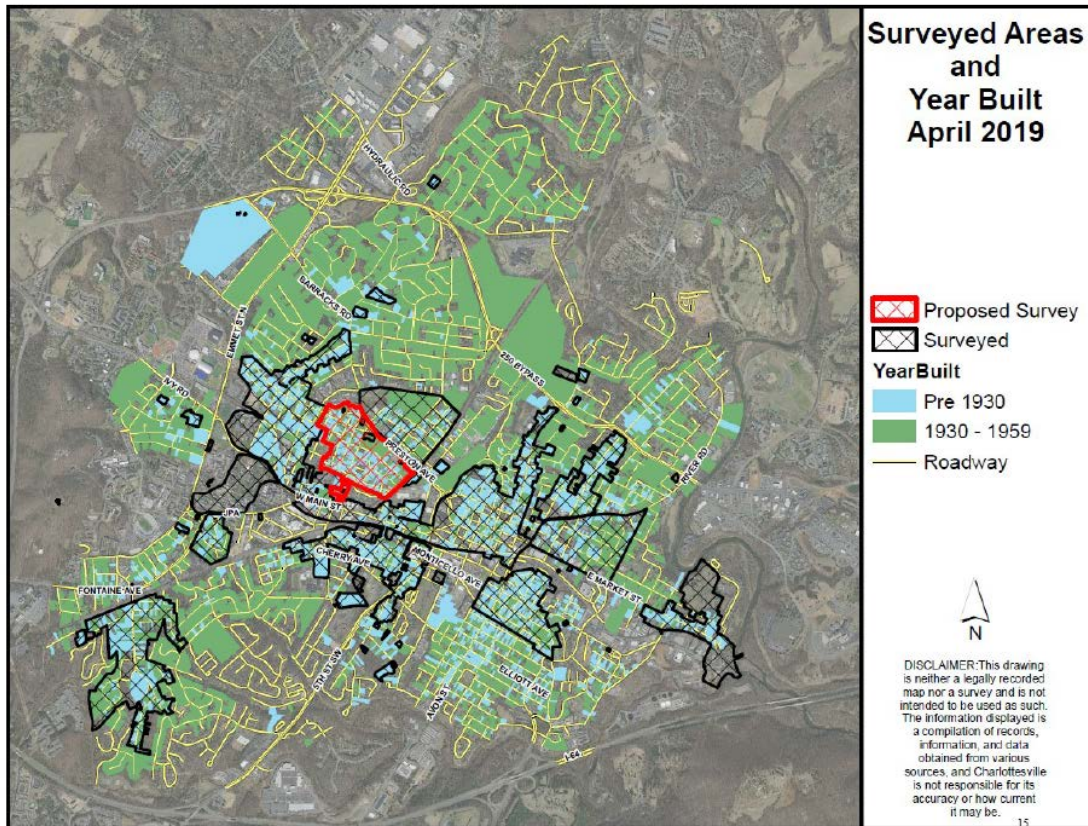 Surveyed Areas
and
Year Built
April 2019
Proposed Survey
Surveyed
YearBuilt
Pre 1930
1930 - 1959
Roadway
N
DISCLAIMER:This drawing
is neither a legally recorded
map nor a survey and is not
intended to be used as such.
The information displayed is
a compilation of records,
information, and data
obtained from various
sources, and Charlottesville
is not responsible for its
accuracy or how current
it may be.
15
HYDRAULIC RD
BARRACKS RD
EMMET ST N
250 BYPASS
IVY RD
PRESTON AVE
RIVER RD
W MAIN ST
JPA
CHERRY AVE
MONTICELLO AVE
E MARKET ST
FONTAINE AVE
5TH ST SW
ELLIOTT AVE
AVON ST
I-64